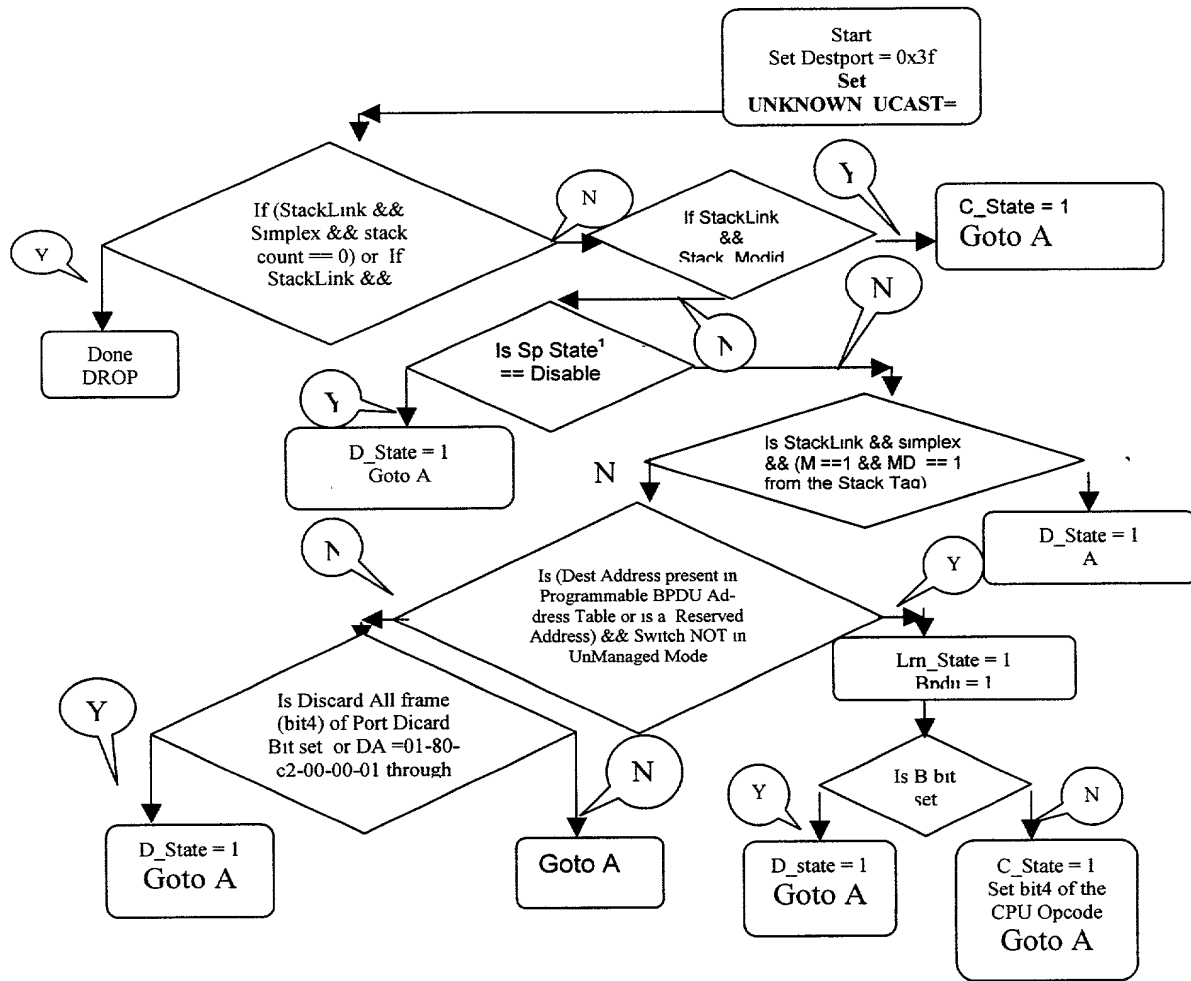 Start
Set Destport = 0x3f
Set
UNKNOWN UCAST=
If (StackLink &&
Simplex && stack
count == 0) or If
StackLink &&
Y
N
If StackLink
&&
Stack Modid
Y
C_State = 1
Goto A
Done
DROP
N
N
Is Sp State¹
== Disable
Y
D_State = 1
Goto A
Is StackLink && simplex
&& (M ==1 && MD == 1
from the Stack Tag)
N
D_State = 1
A
N
Is (Dest Address present in
Programmable BPDU Ad-
dress Table or is a Reserved
Address) && Switch NOT in
UnManaged Mode
Y
Lrn_State = 1
Bpdu = 1
Y
Is Discard All frame
(bit4) of Port Dicard
Bit set or DA =01-80-
c2-00-00-01 through
N
Is B bit
set
Y
N
D_State = 1
Goto A
Goto A
D_state = 1
Goto A
C_State = 1
Set bit4 of the
CPU Opcode
Goto A